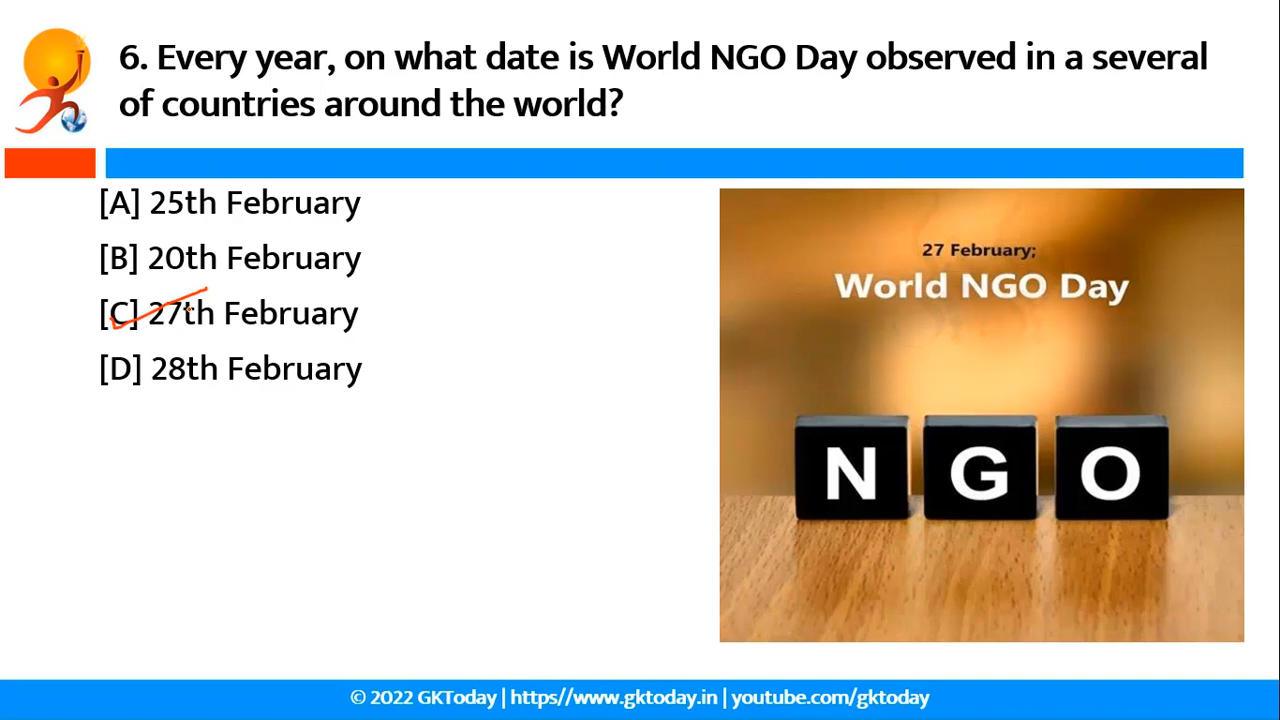 6. Every year, on what date is World NGO Day observed in a several
of countries around the world?
[A] 25th February
[B] 20th February
[C] 27th February
[D] 28th February
27 February;
World NGO Day
N G O
© 2022 GKToday | https//www.gktoday.in | youtube.com/gktoday